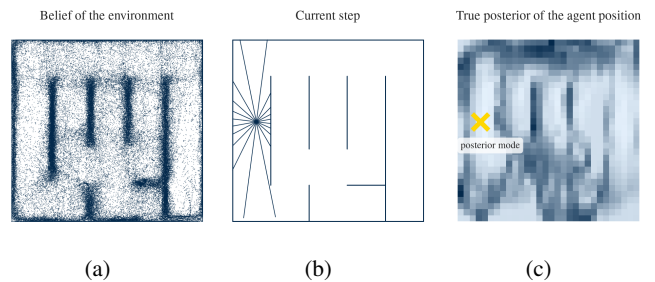 Belief of the environment
Current step
True posterior of the agent position
posterior mode
(a)
(b)
(c)